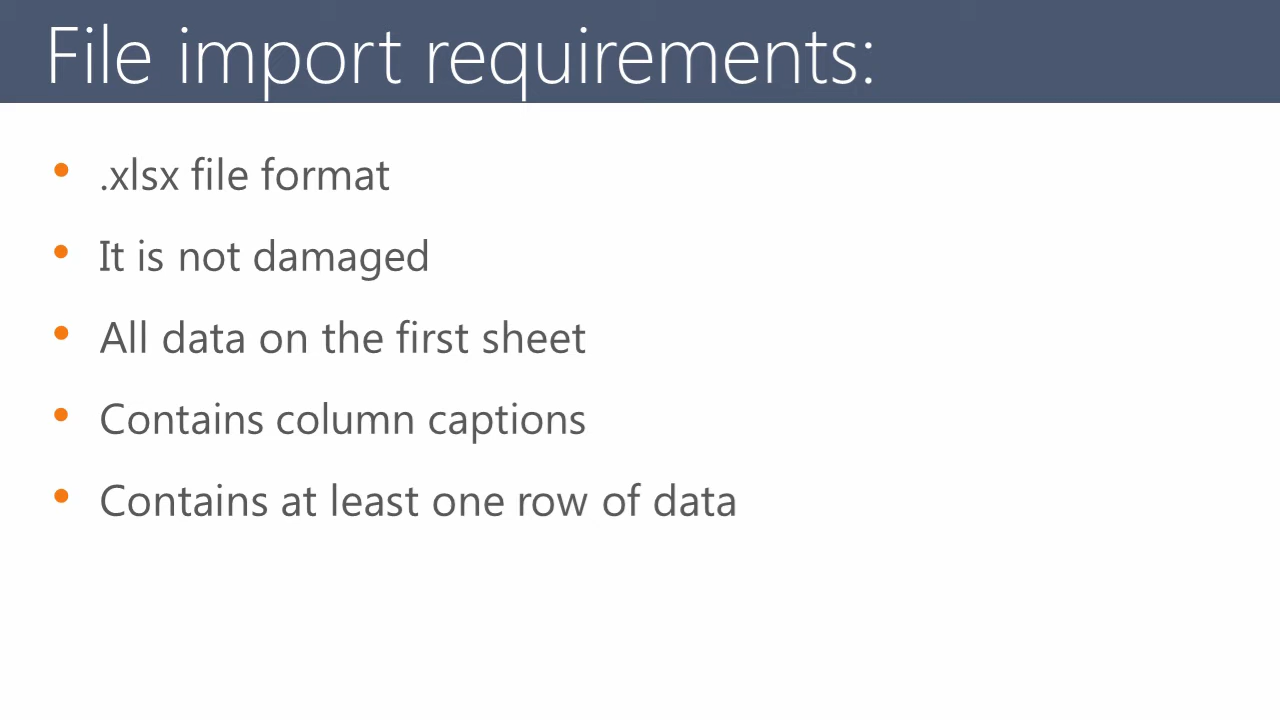 File import requirements:
.xlsx file format
It is not damaged
All data on the first sheet
Contains column captions
Contains at least one row of data